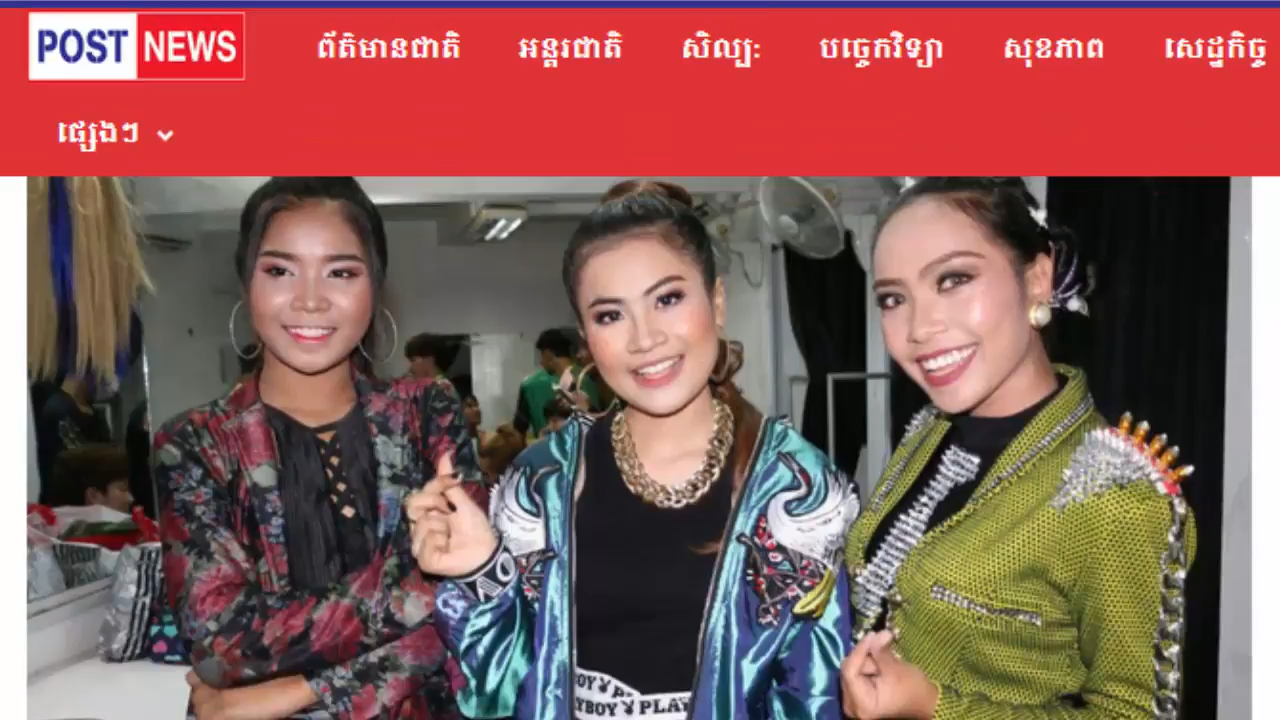 POST NEWS
ព័ត៌មានជាតិ អន្តរជាតិ សិល្បៈ បច្ចេកវិទ្យា សុខភាព សេដ្ឋកិច្ច
ផ្សេងៗ
PLAY
YBOY PLAY